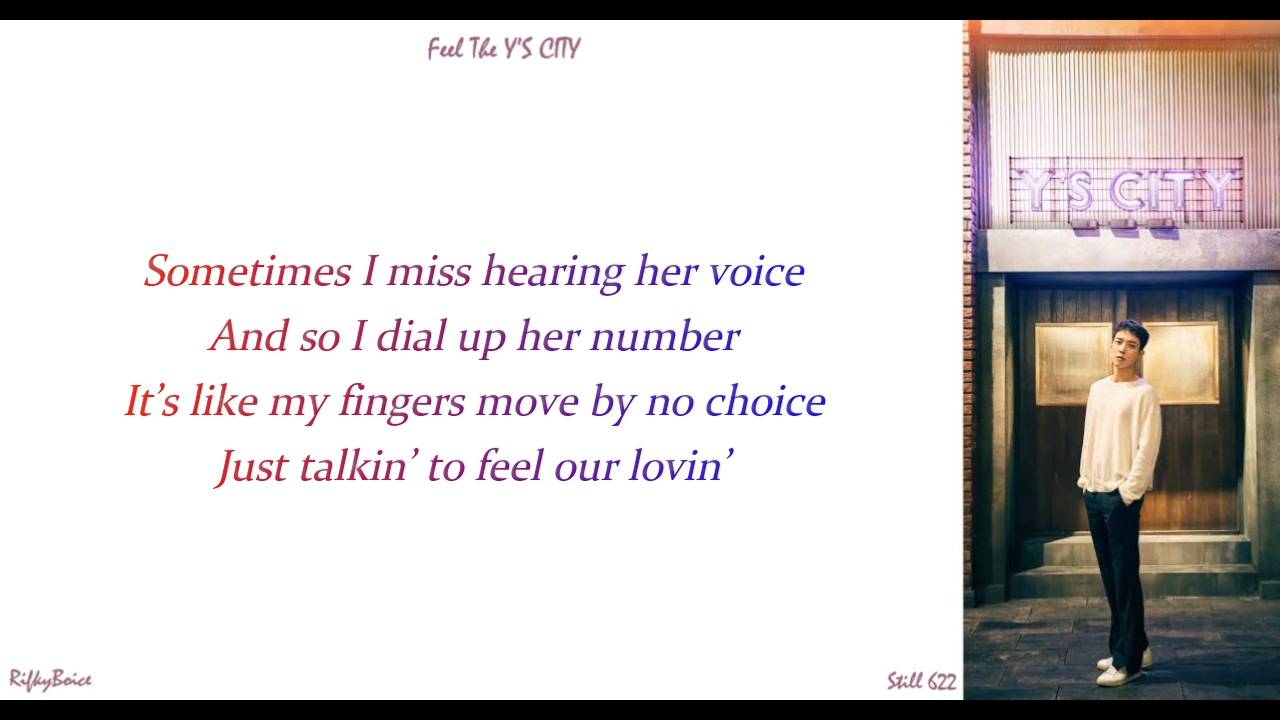 Feel The Y'S CITY
Y'S CITY
Sometimes I miss hearing her voice
And so I dial up her number
It’s like my fingers move by no choice
Just talkin’ to feel our lovin’
RifkyBoice
Still 622